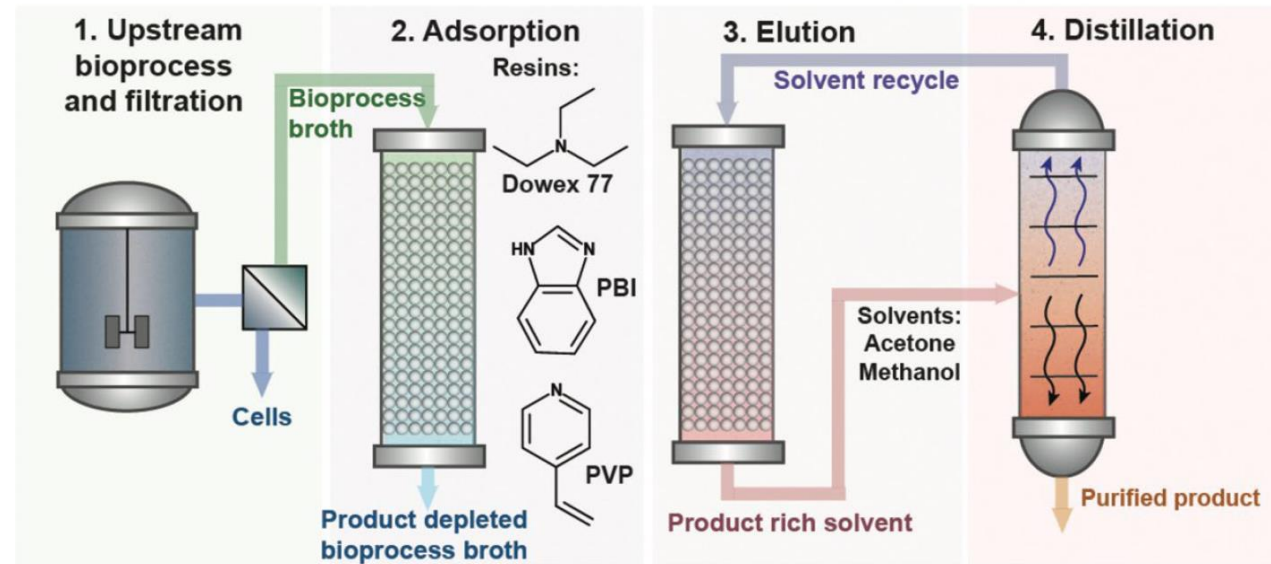 1. Upstream
bioprocess
and filtration
Bioprocess
broth
Cells
2. Adsorption
Resins:
N
Dowex 77
HN
N
PBI
N
PVP
Product depleted
bioprocess broth
3. Elution
Solvent recycle
Solvents:
Acetone
Methanol
Product rich solvent
4. Distillation
Purified product